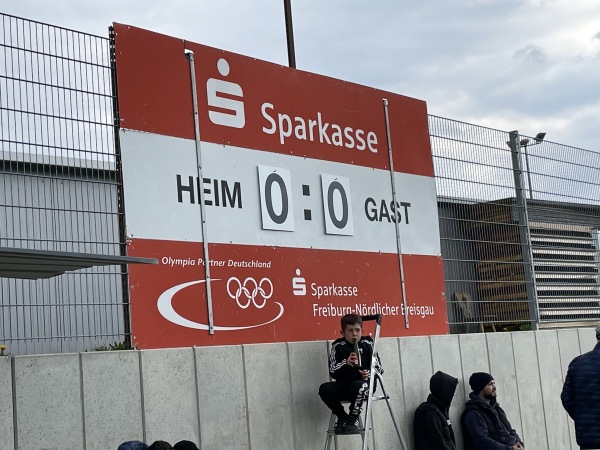 Sparkasse
HEIM 0 : 0 GAST
Olympia Partner Deutschland
Sparkasse
Freiburg-Nördlicher Breisgau